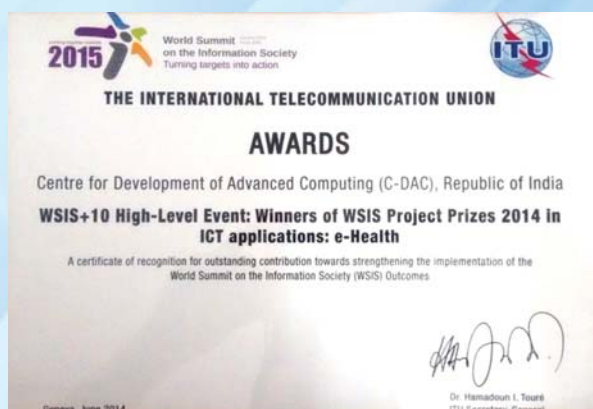 2015
World Summit
on the Information Society
Turning targets into action
ITU
THE INTERNATIONAL TELECOMMUNICATION UNION
AWARDS
Centre for Development of Advanced Computing (C-DAC), Republic of India
WSIS+10 High-Level Event: Winners of WSIS Project Prizes 2014 in
ICT applications: e-Health
A certificate of recognition for outstanding contribution towards strengthening the implementation of the
World Summit on the Information Society (WSIS) Outcomes
Dr. Hamadoun I. Touré
Geneva, June 2014
ITU Secretary-General